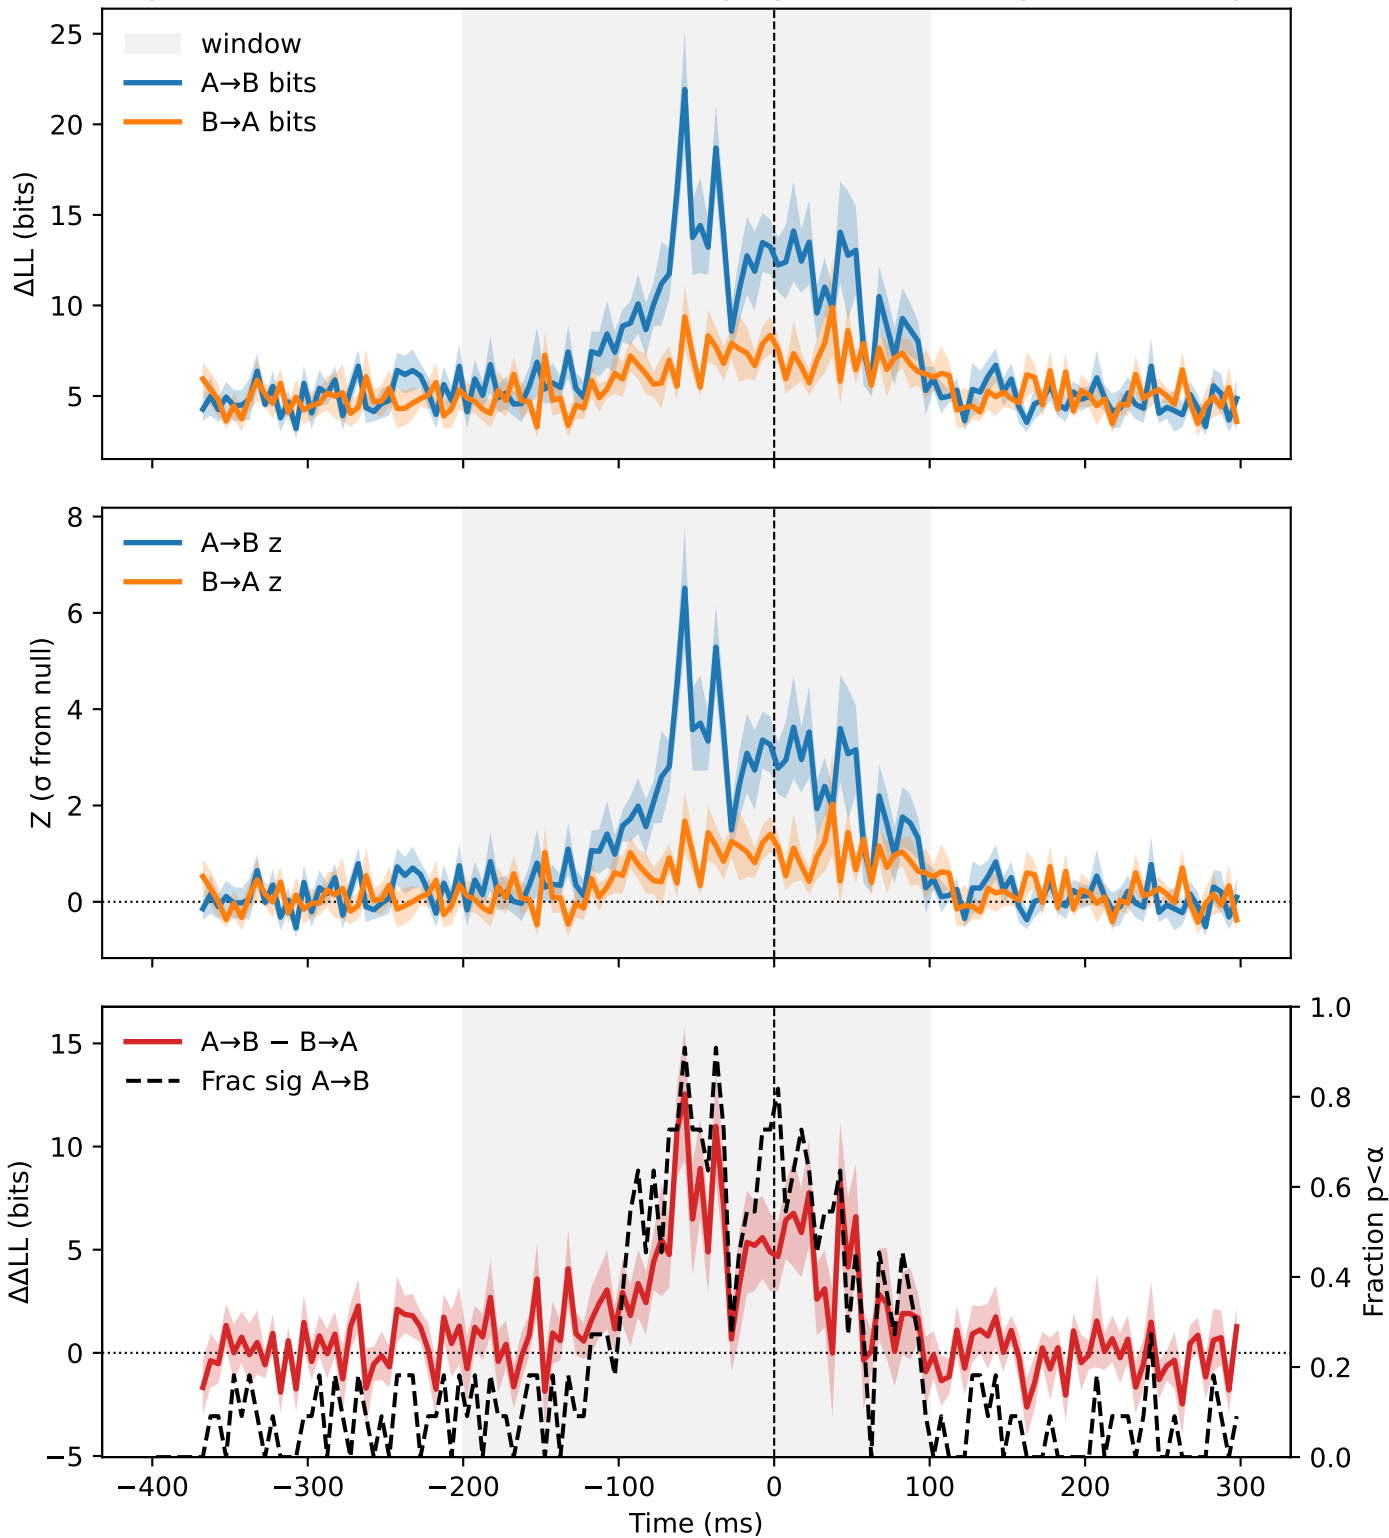 25
20
15
10
5
ΔLL (bits)
window
A→B bits
B→A bits
8
6
4
2
0
Z (σ from null)
A→B z
B→A z
15
10
5
0
−5
ΔΔLL (bits)
A→B − B→A
Frac sig A→B
1.0
0.8
0.6
0.4
0.2
0.0
Fraction p<α
−400 −300 −200 −100 0 100 200 300
Time (ms)